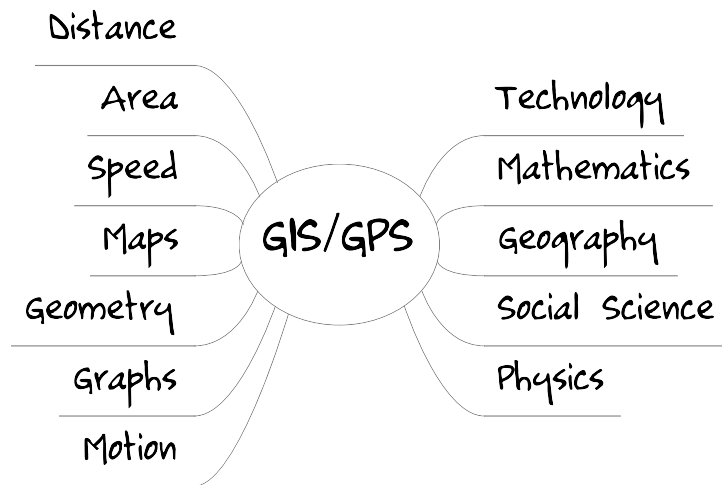 Distance
Area
Speed
Maps
Geometry
Graphs
Motion
GIS/GPS
Technology
Mathematics
Geography
Social Science
Physics